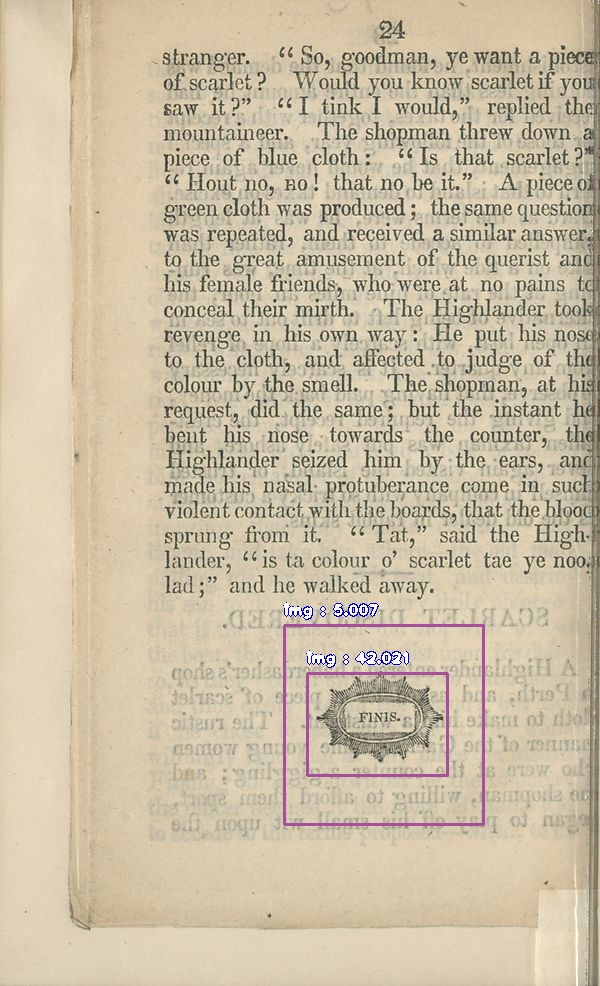 24
stranger. “ So, goodman, ye want a piece
of scarlet? Would you know scarlet if you
saw it?” “ I tink I would,” replied the
mountaineer. The shopman threw down a
piece of blue cloth: “ Is that scarlet?”
“ Hout no, no! that no be it.” A piece of
green cloth was produced; the same question
was repeated, and received a similar answer,
to the great amusement of the querist and
his female friends, who were at no pains to
conceal their mirth. The Highlander took
revenge in his own way: He put his nose
to the cloth, and affected to judge of the
colour by the smell. The shopman, at his
request, did the same; but the instant he
bent his nose towards the counter, the
Highlander seized him by the ears, and
made his nasal protuberance come in such
violent contact with the boards, that the blood
sprung from it. “ Tat,” said the High-
lander, “ is ta colour o’ scarlet tae ye noo,
lad;” and he walked away.
img : 5.007
img : 42.021
FINIS.